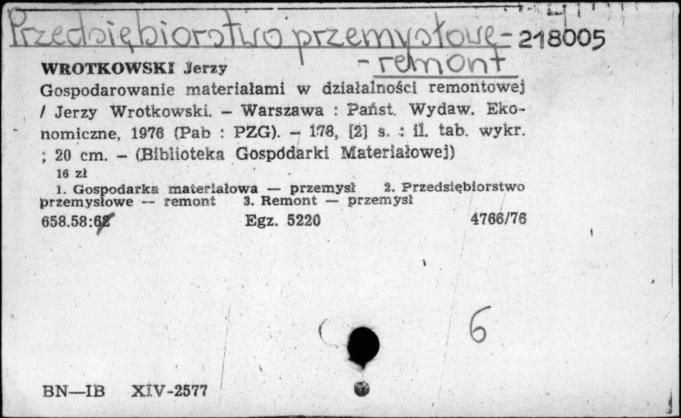 Przedsiębiorstwo przemysłowe - 218005
- remont
WROTKOWSKI Jerzy
Gospodarowanie materiałami w działalności remontowej
/ Jerzy Wrotkowski. — Warszawa : Państ. Wydaw. Eko-
nomiczne, 1976 (Pab : PZG). — 178, [2] s. : il. tab. wykr.
; 20 cm. — (Biblioteka Gospodarki Materiałowej)
16 zł
1. Gospodarka materiałowa — przemysł 2. Przedsiębiorstwo
przemysłowe — remont 3. Remont — przemysł
658.58:62 Egz. 5220 4766/76
6
BN—IB XIV-2577